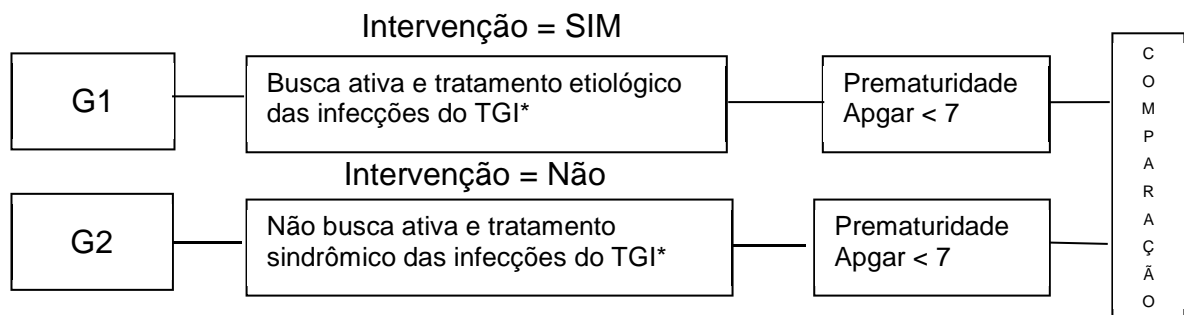 Intervenção = SIM
G1
Busca ativa e tratamento etiológico
das infecções do TGI*
Prematuridade
Apgar < 7
Intervenção = Não
G2
Não busca ativa e tratamento
sindrômico das infecções do TGI*
Prematuridade
Apgar < 7
C
O
M
P
A
R
A
Ç
Ã
O